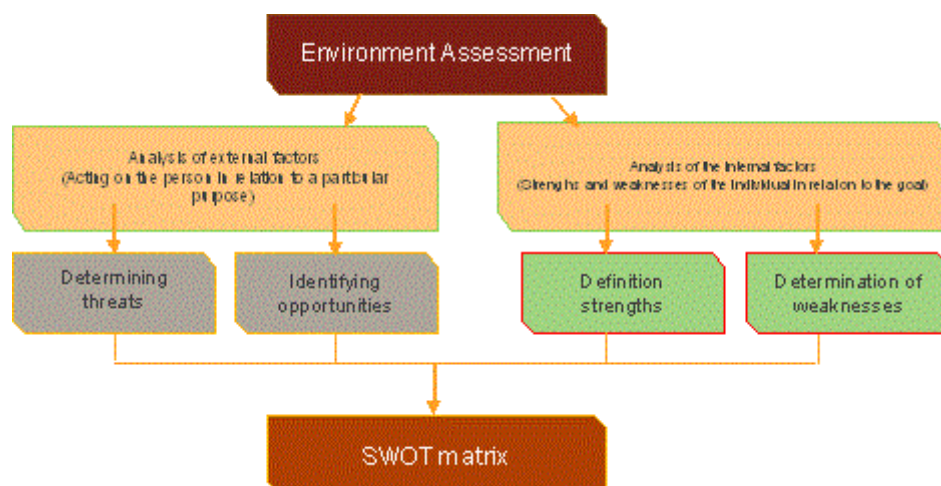 Environment Assessment
Analysis of external factors
(Acting on the person in relation to a particular
purpose)
Analysis of the internal factors
(Strengths and weaknesses of the individual in relation to the goal)
Determining
threats
Identifying
opportunities
Definition
strengths
Determination of
weaknesses
SWOT matrix